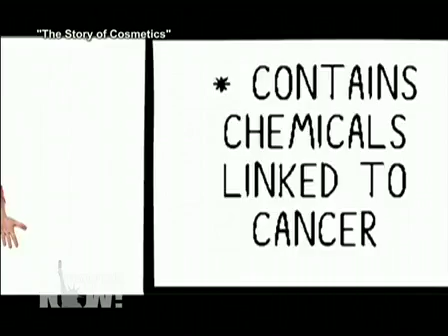 "The Story of Cosmetics"
* CONTAINS
CHEMICALS
LINKED TO
CANCER
NOW!